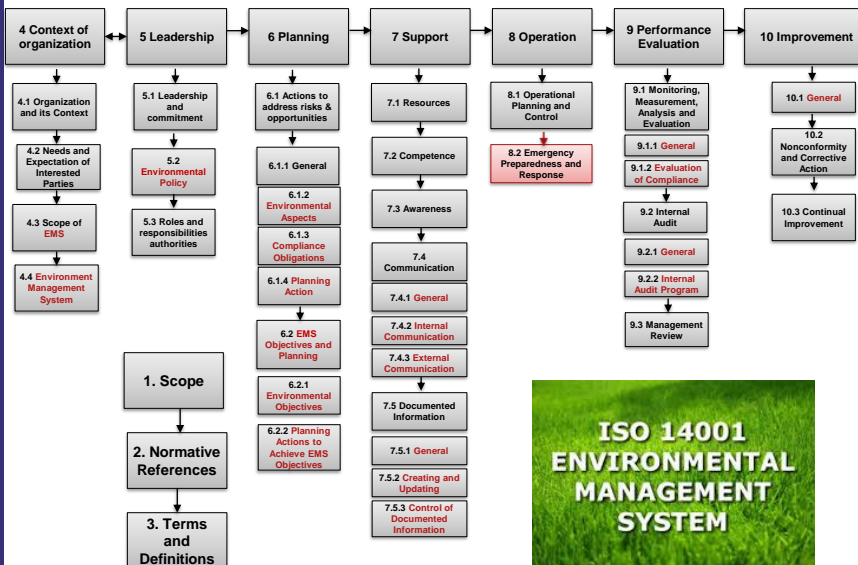 4 Context of
organization
5 Leadership
6 Planning
7 Support
8 Operation
9 Performance
Evaluation
10 Improvement
4.1 Organization
and its Context
4.2 Needs and
Expectation of
Interested
Parties
4.3 Scope of
EMS
4.4 Environment
Management
System
5.1 Leadership
and
commitment
5.2
Environmental
Policy
5.3 Roles and
responsibilities
authorities
6.1 Actions to
address risks &
opportunities
6.1.1 General
6.1.2
Environmental
Aspects
6.1.3
Compliance
Obligations
6.1.4 Planning
Action
6.2 EMS
Objectives and
Planning
6.2.1
Environmental
Objectives
6.2.2 Planning
Actions to
Achieve EMS
Objectives
7.1 Resources
7.2 Competence
7.3 Awareness
7.4
Communication
7.4.1 General
7.4.2 Internal
Communication
7.4.3 External
Communication
7.5 Documented
Information
7.5.1 General
7.5.2 Creating and
Updating
7.5.3 Control of
Documented
Information
8.1 Operational
Planning and
Control
8.2 Emergency
Preparedness and
Response
9.1 Monitoring,
Measurement,
Analysis and
Evaluation
9.1.1 General
9.1.2 Evaluation
of Compliance
9.2 Internal
Audit
9.2.1 General
9.2.2 Internal
Audit Program
9.3 Management
Review
10.1 General
10.2
Nonconformity
and Corrective
Action
10.3 Continual
Improvement
1. Scope
2. Normative
References
3. Terms
and
Definitions
ISO 14001
ENVIRONMENTAL
MANAGEMENT
SYSTEM